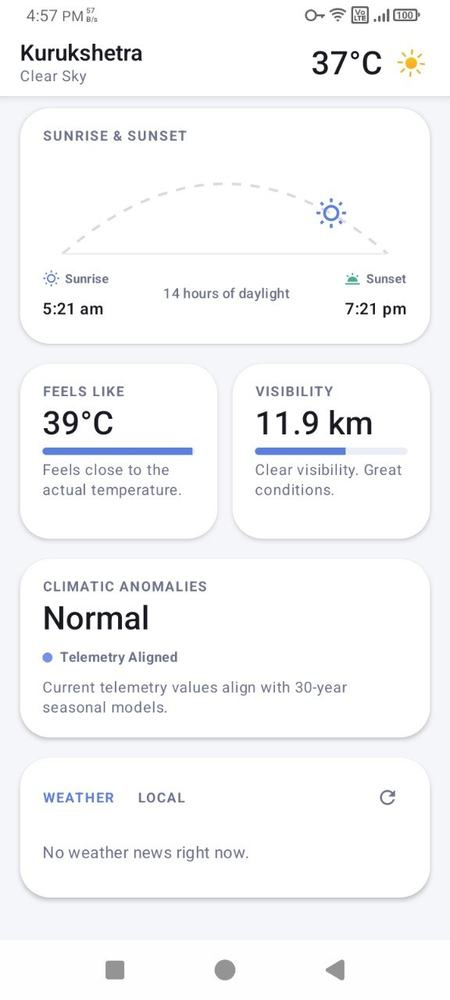 4:57 PM 57 B/s Vo LTE 100
Kurukshetra
Clear Sky
37°C
SUNRISE & SUNSET
Sunrise
5:21 am
14 hours of daylight
Sunset
7:21 pm
FEELS LIKE
39°C
Feels close to the
actual temperature.
VISIBILITY
11.9 km
Clear visibility. Great
conditions.
CLIMATIC ANOMALIES
Normal
Telemetry Aligned
Current telemetry values align with 30-year
seasonal models.
WEATHER LOCAL
No weather news right now.